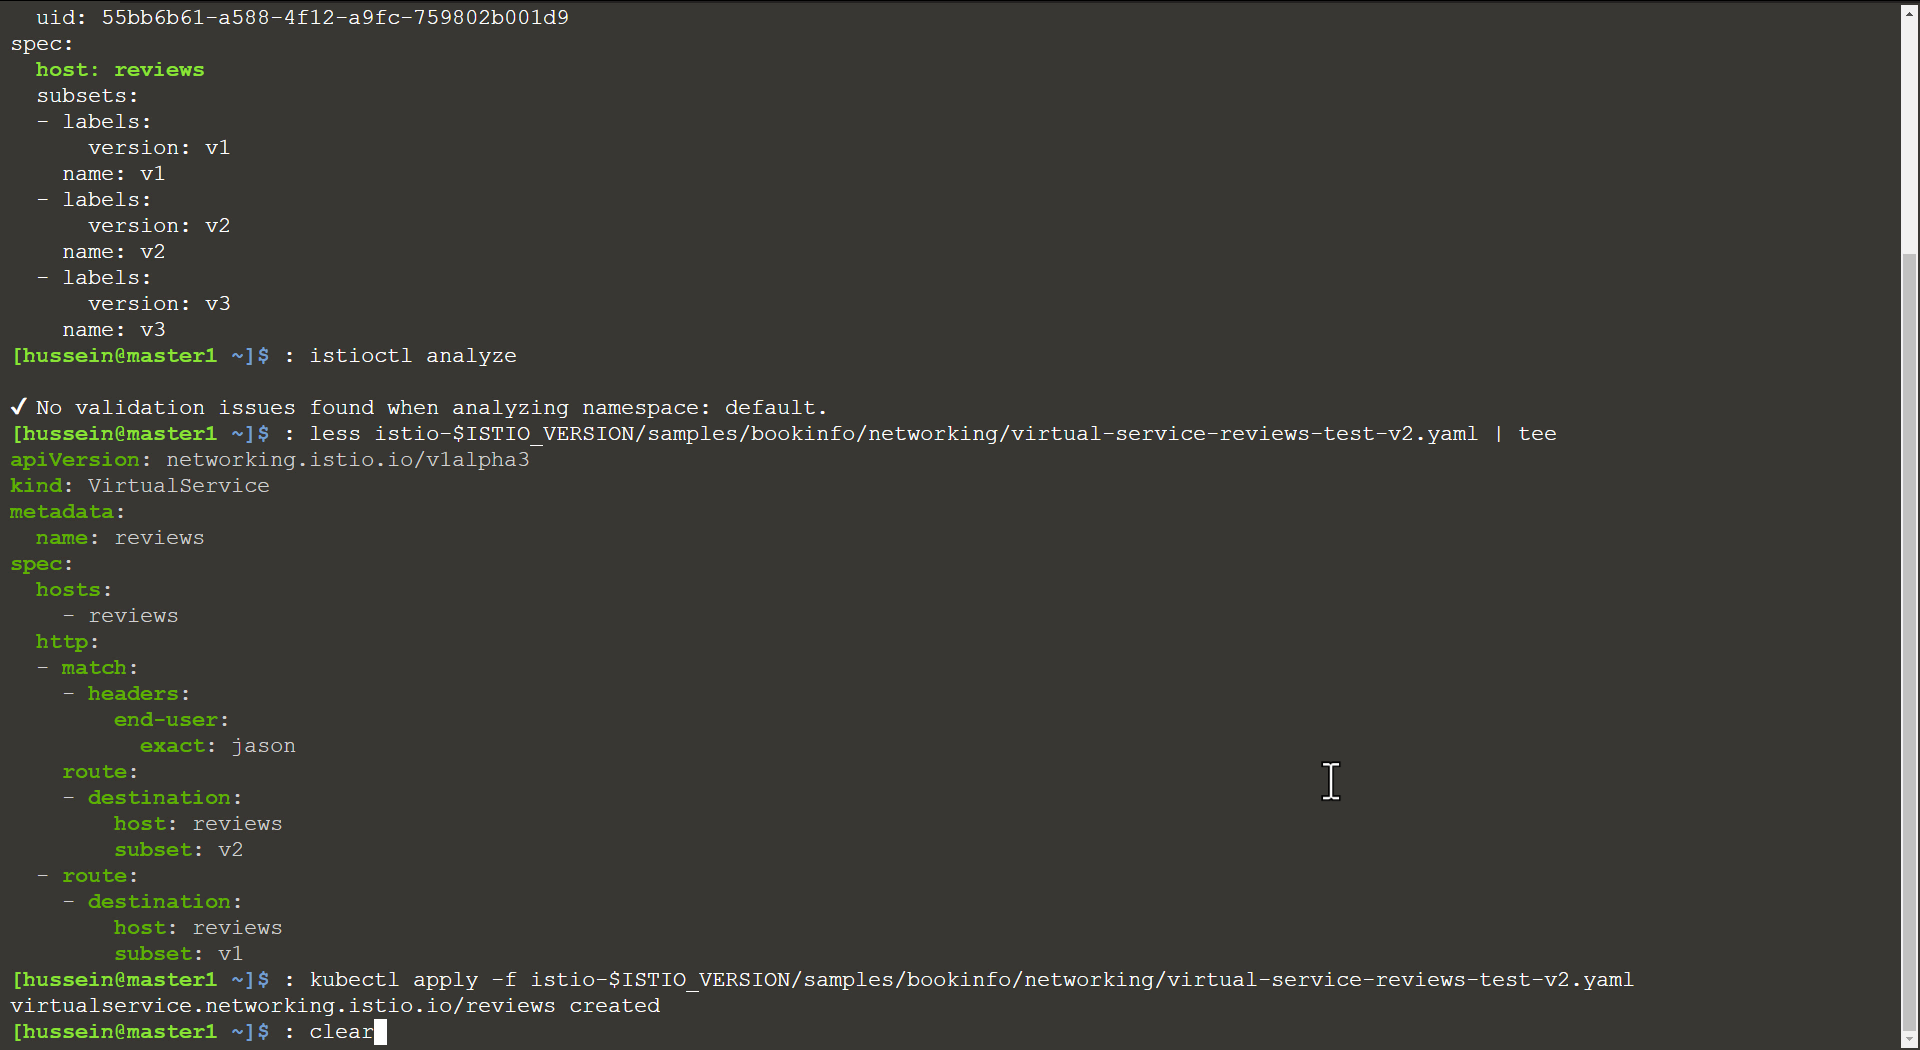 uid: 55bb6b61-a588-4f12-a9fc-759802b001d9
spec:
  host: reviews
  subsets:
  - labels:
      version: v1
    name: v1
  - labels:
      version: v2
    name: v2
  - labels:
      version: v3
    name: v3
[hussein@master1 ~]$ : istioctl analyze

✔ No validation issues found when analyzing namespace: default.
[hussein@master1 ~]$ : less istio-$ISTIO_VERSION/samples/bookinfo/networking/virtual-service-reviews-test-v2.yaml | tee
apiVersion: networking.istio.io/v1alpha3
kind: VirtualService
metadata:
  name: reviews
spec:
  hosts:
    - reviews
  http:
  - match:
    - headers:
        end-user:
          exact: jason
    route:
    - destination:
        host: reviews
        subset: v2
  - route:
    - destination:
        host: reviews
        subset: v1
[hussein@master1 ~]$ : kubectl apply -f istio-$ISTIO_VERSION/samples/bookinfo/networking/virtual-service-reviews-test-v2.yaml
virtualservice.networking.istio.io/reviews created
[hussein@master1 ~]$ : clear